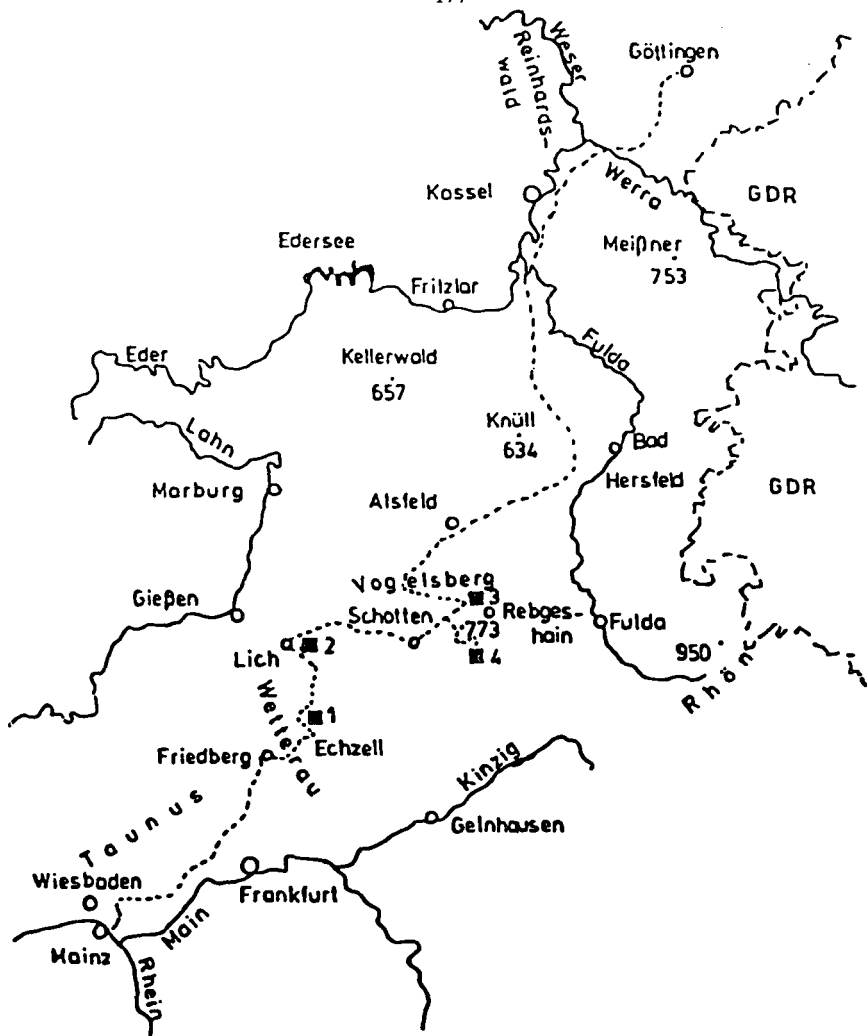 177
Weser
Reinhards-
wald
Göttingen
Kassel
Werra
GDR
Meißner
753
Edersee
Fritzlar
Eder
Kellerwald
657
Fulda
Lahn
Knüll
634
Bad
Hersfeld
Marburg
GDR
Alsfeld
Vogelsberg
3
Gießen
Schotten
Rebges-
hain
Fulda
773
950
Rhön
Lich
2
4
Wetterau
1
Echzell
Friedberg
Kinzig
Taunus
Gelnhausen
Wiesbaden
Frankfurt
Main
Mainz
Rhein